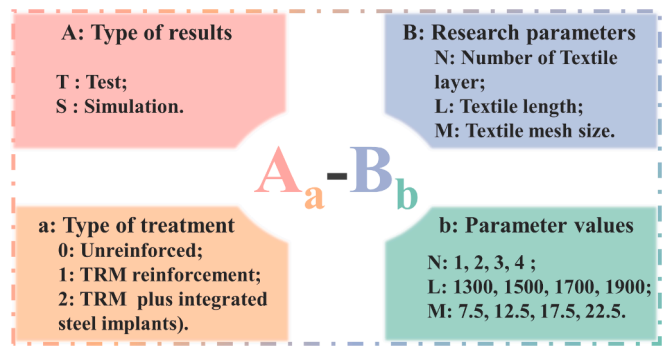 A: Type of results
T : Test;
S : Simulation.
B: Research parameters
N: Number of Textile
layer;
L: Textile length;
M: Textile mesh size.
Aa-Bb
a: Type of treatment
0: Unreinforced;
1: TRM reinforcement;
2: TRM plus integrated
steel implants).
b: Parameter values
N: 1, 2, 3, 4 ;
L: 1300, 1500, 1700, 1900;
M: 7.5, 12.5, 17.5, 22.5.